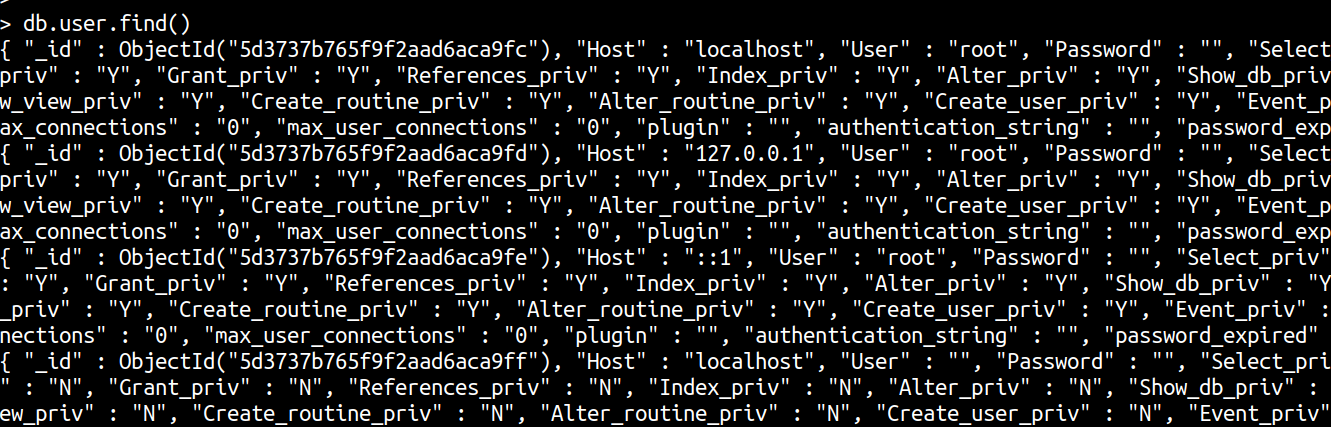 >
> db.user.find()
{ "_id" : ObjectId("5d3737b765f9f2aad6aca9fc"), "Host" : "localhost", "User" : "root", "Password" : "", "Select
priv" : "Y", "Grant_priv" : "Y", "References_priv" : "Y", "Index_priv" : "Y", "Alter_priv" : "Y", "Show_db_priv
w_view_priv" : "Y", "Create_routine_priv" : "Y", "Alter_routine_priv" : "Y", "Create_user_priv" : "Y", "Event_p
ax_connections" : "0", "max_user_connections" : "0", "plugin" : "", "authentication_string" : "", "password_exp
{ "_id" : ObjectId("5d3737b765f9f2aad6aca9fd"), "Host" : "127.0.0.1", "User" : "root", "Password" : "", "Select
priv" : "Y", "Grant_priv" : "Y", "References_priv" : "Y", "Index_priv" : "Y", "Alter_priv" : "Y", "Show_db_priv
w_view_priv" : "Y", "Create_routine_priv" : "Y", "Alter_routine_priv" : "Y", "Create_user_priv" : "Y", "Event_p
ax_connections" : "0", "max_user_connections" : "0", "plugin" : "", "authentication_string" : "", "password_exp
{ "_id" : ObjectId("5d3737b765f9f2aad6aca9fe"), "Host" : "::1", "User" : "root", "Password" : "", "Select_priv"
: "Y", "Grant_priv" : "Y", "References_priv" : "Y", "Index_priv" : "Y", "Alter_priv" : "Y", "Show_db_priv" : "Y
_priv" : "Y", "Create_routine_priv" : "Y", "Alter_routine_priv" : "Y", "Create_user_priv" : "Y", "Event_priv" :
nections" : "0", "max_user_connections" : "0", "plugin" : "", "authentication_string" : "", "password_expired"
{ "_id" : ObjectId("5d3737b765f9f2aad6aca9ff"), "Host" : "localhost", "User" : "", "Password" : "", "Select_pri
" : "N", "Grant_priv" : "N", "References_priv" : "N", "Index_priv" : "N", "Alter_priv" : "N", "Show_db_priv" :
ew_priv" : "N", "Create_routine_priv" : "N", "Alter_routine_priv" : "N", "Create_user_priv" : "N", "Event_priv"